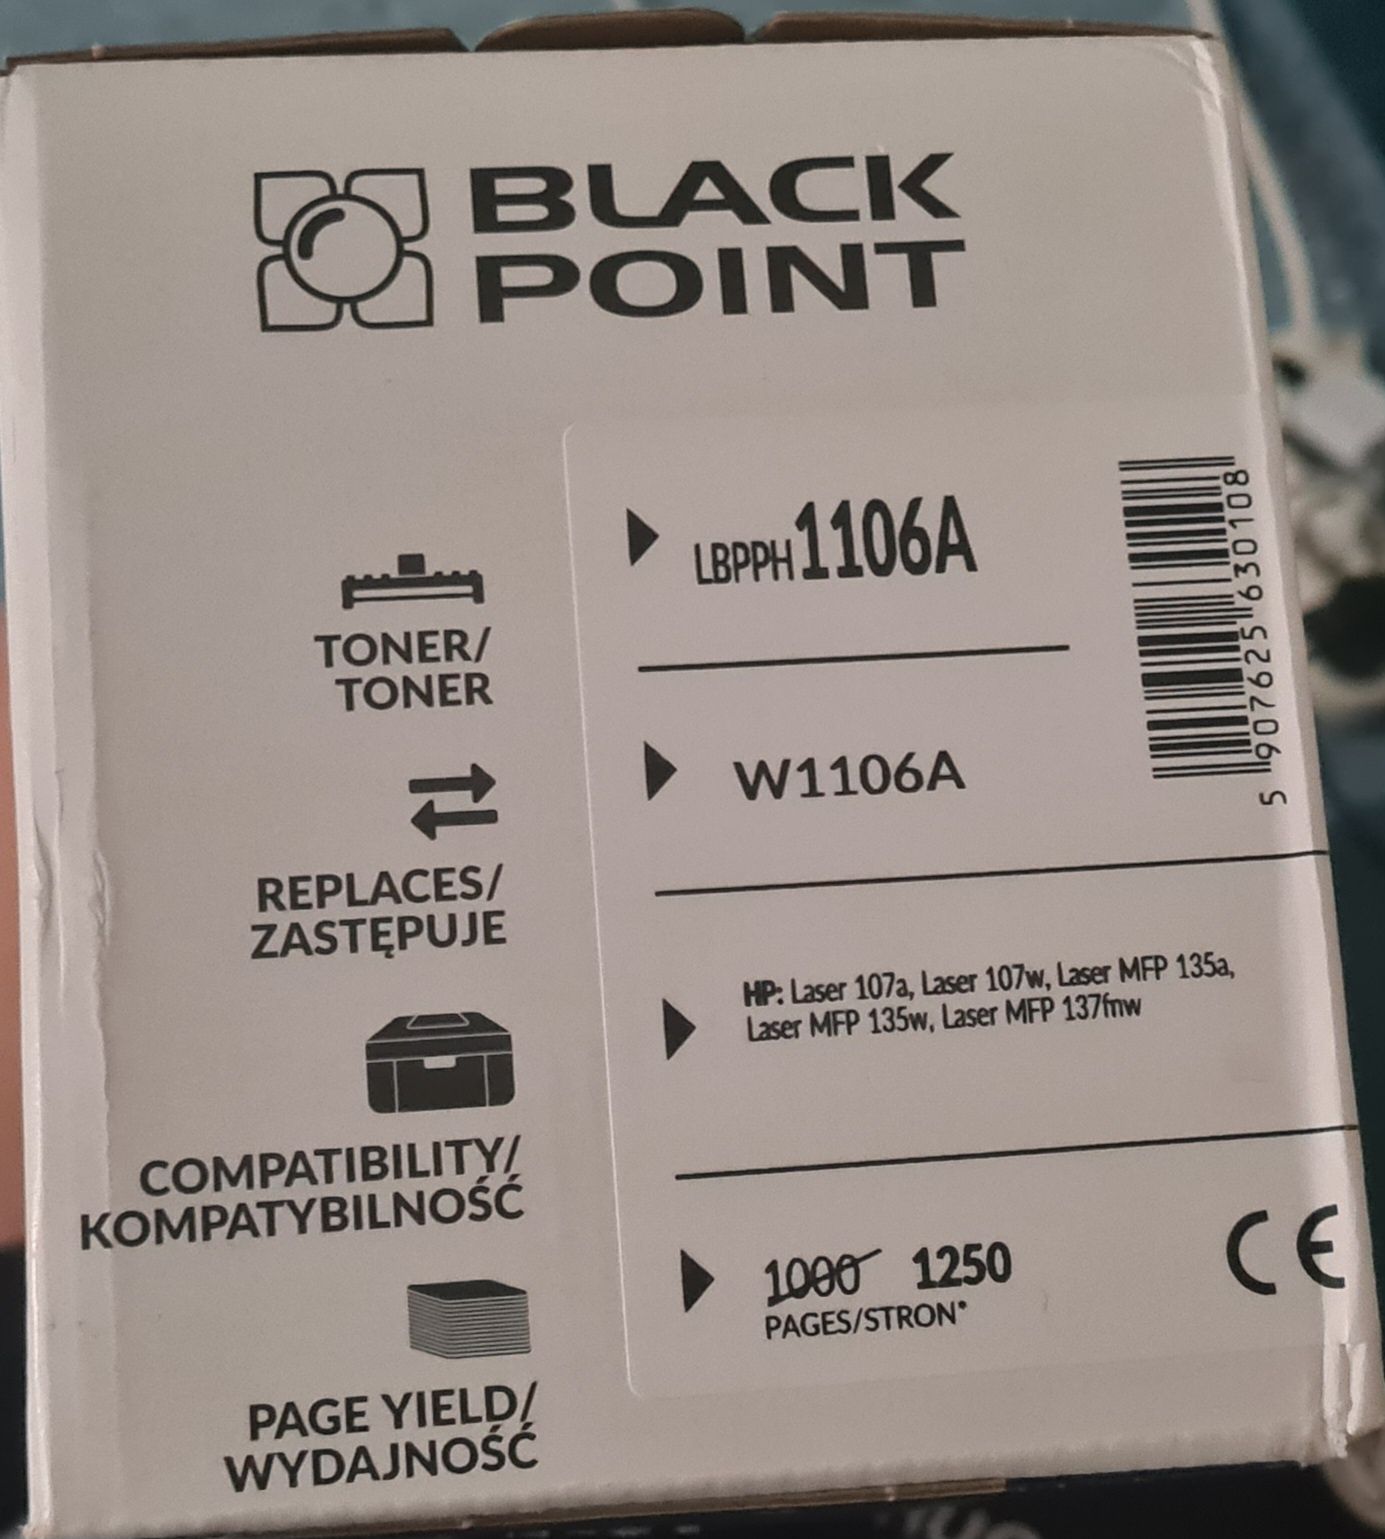 BLACK
POINT
LBPPH1106A
TONER/
TONER
5 907625 630108
W1106A
REPLACES/
ZASTĘPUJE
HP: Laser 107a, Laser 107w, Laser MFP 135a,
Laser MFP 135w, Laser MFP 137fnw
COMPATIBILITY/
KOMPATYBILNOŚĆ
1000 1250
PAGES/STRON*
CE
PAGE YIELD/
WYDAJNOŚĆ